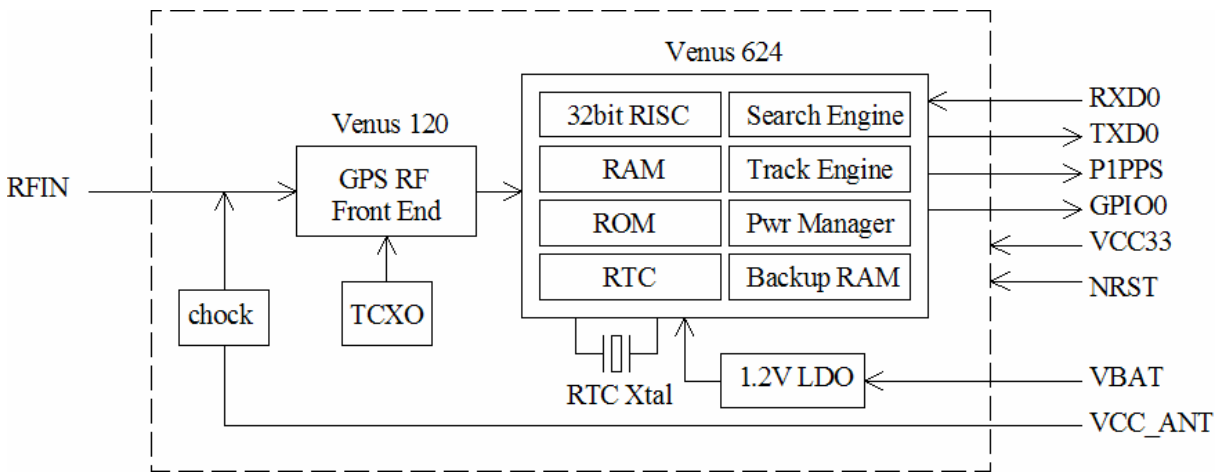 Venus 624
Venus 120
RFIN
GPS RF
Front End
chock
TCXO
32bit RISC
Search Engine
RAM
Track Engine
ROM
Pwr Manager
RTC
Backup RAM
RTC Xtal
1.2V LDO
RXD0
TXD0
P1PPS
GPIO0
VCC33
NRST
VBAT
VCC_ANT